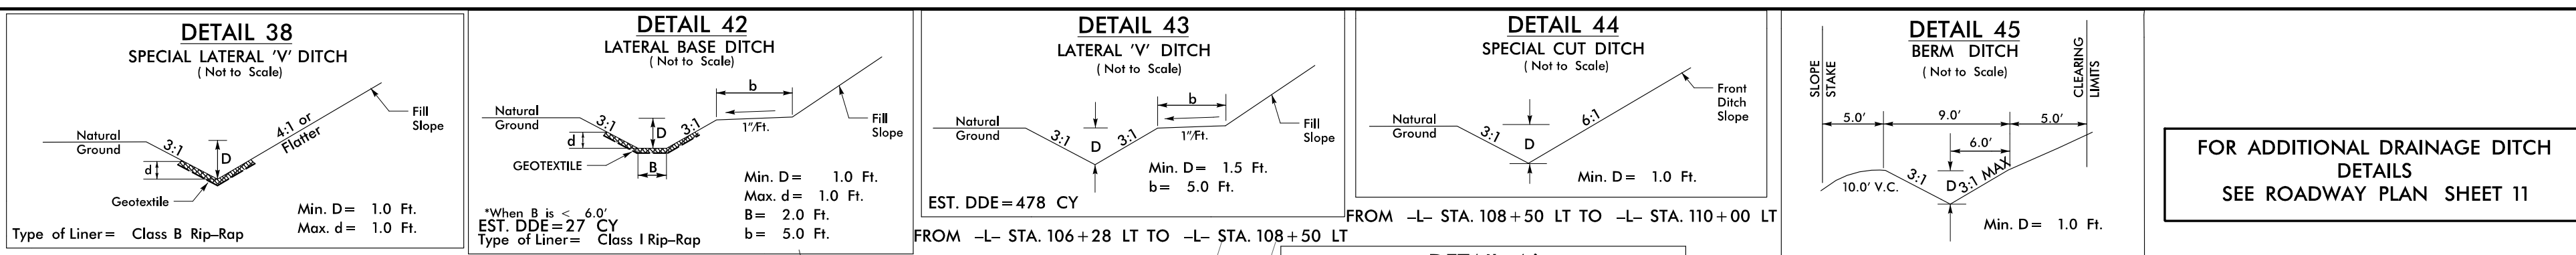 DETAIL 38
SPECIAL LATERAL 'V' DITCH
( Not to Scale)
Natural
Ground
3:1
d
D
4:1 or
Flatter
Fill
Slope
Geotextile
Min. D= 1.0 Ft.
Max. d= 1.0 Ft.
Type of Liner= Class B Rip-Rap
DETAIL 42
LATERAL BASE DITCH
( Not to Scale)
b
Natural
Ground
3:1
D
3:1
1"/Ft.
Fill
Slope
d
GEOTEXTILE
B
Min. D= 1.0 Ft.
Max. d= 1.0 Ft.
*When B is < 6.0'
B= 2.0 Ft.
EST. DDE=27 CY
Type of Liner= Class I Rip-Rap
b= 5.0 Ft.
DETAIL 43
LATERAL 'V' DITCH
( Not to Scale)
b
Natural
Ground
3:1
D
3:1
1"/Ft.
Fill
Slope
Min. D= 1.5 Ft.
b= 5.0 Ft.
EST. DDE=478 CY
FROM -L- STA. 106+28 LT TO -L- STA. 108+50 LT
DETAIL 44
SPECIAL CUT DITCH
( Not to Scale)
Natural
Ground
3:1
D
6:1
Front
Ditch
Slope
Min. D= 1.0 Ft.
FROM -L- STA. 108+50 LT TO -L- STA. 110+00 LT
DETAIL 45
BERM DITCH
( Not to Scale)
SLOPE
STAKE
CLEARING
LIMITS
5.0'
9.0'
5.0'
6.0'
10.0' V.C.
3:1
D
3:1 MAX
Min. D= 1.0 Ft.
FOR ADDITIONAL DRAINAGE DITCH
DETAILS
SEE ROADWAY PLAN SHEET 11